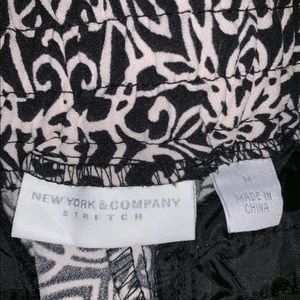 NEW YORK & COMPANY
STRETCH
M
MADE IN
CHINA